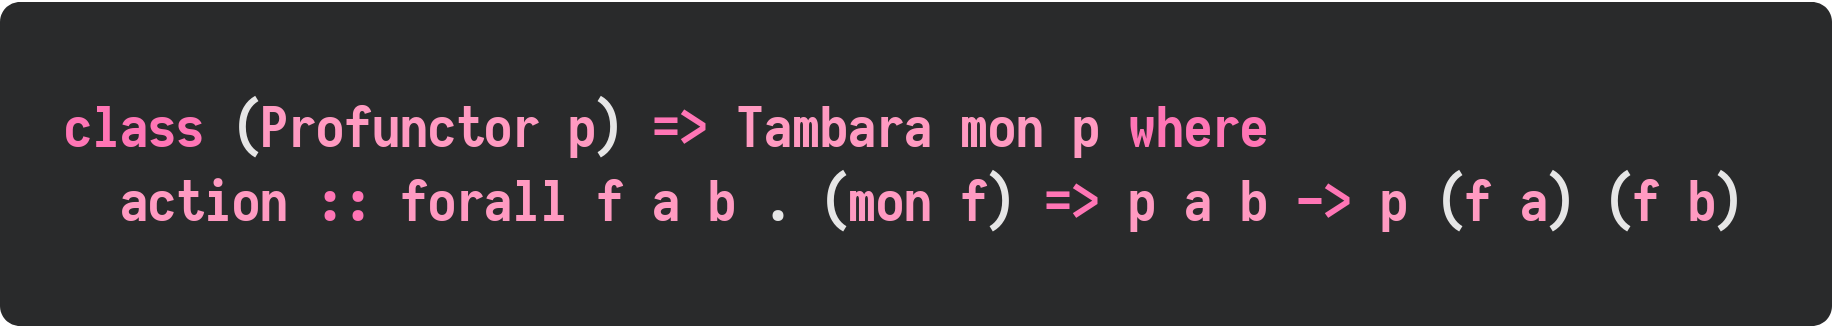 class (Profunctor p) => Tambara mon p where
  action :: forall f a b . (mon f) => p a b -> p (f a) (f b)